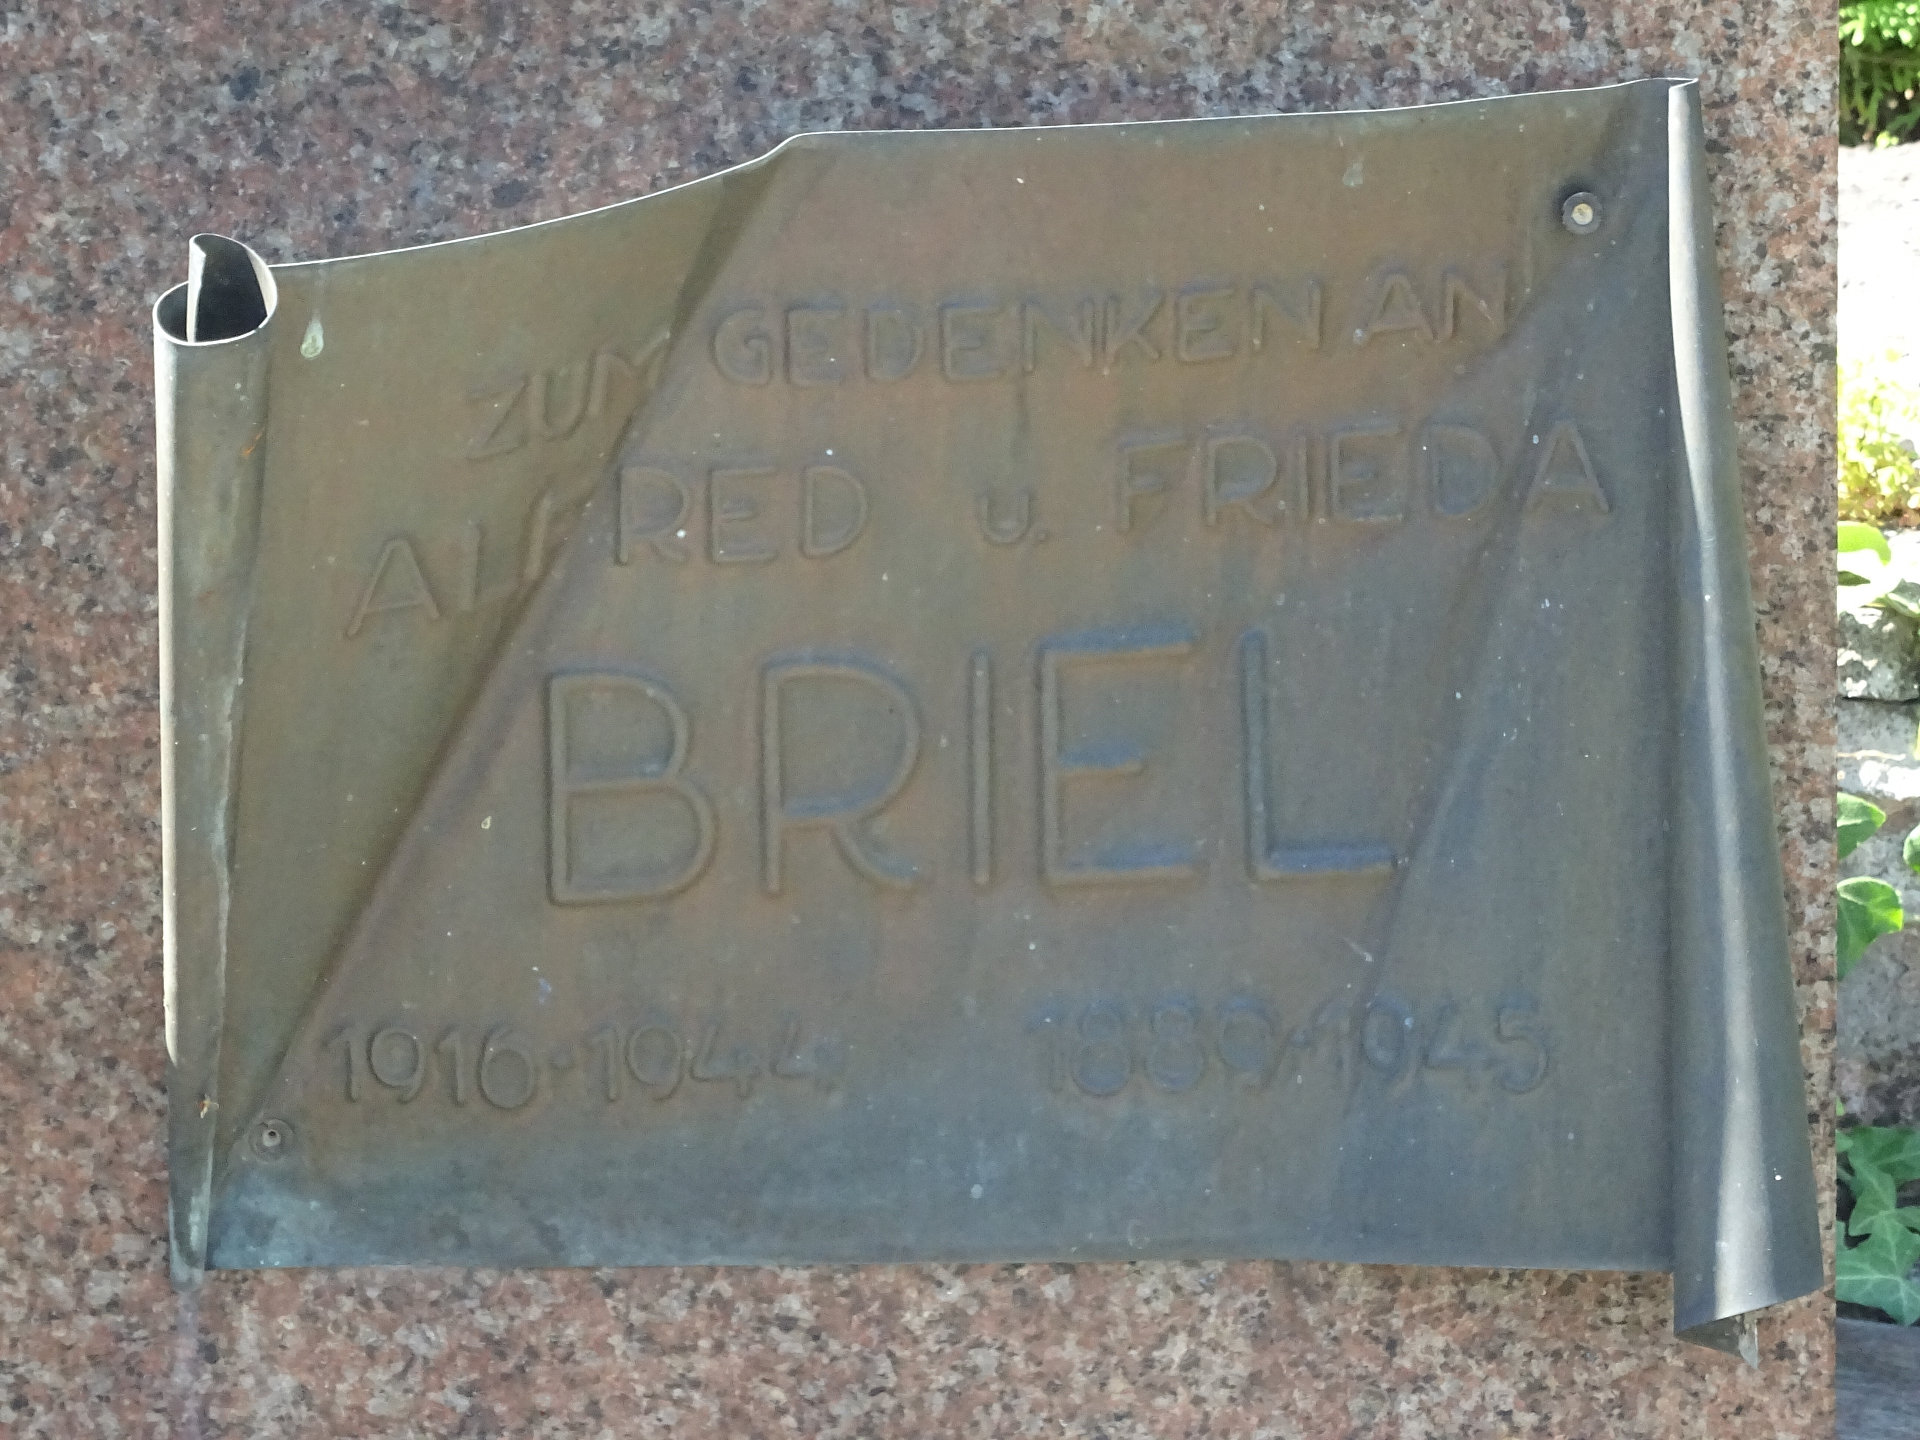 ZUM GEDENKEN AN
ALFRED u. FRIEDA
BRIEL
1916-1944 1889-1945